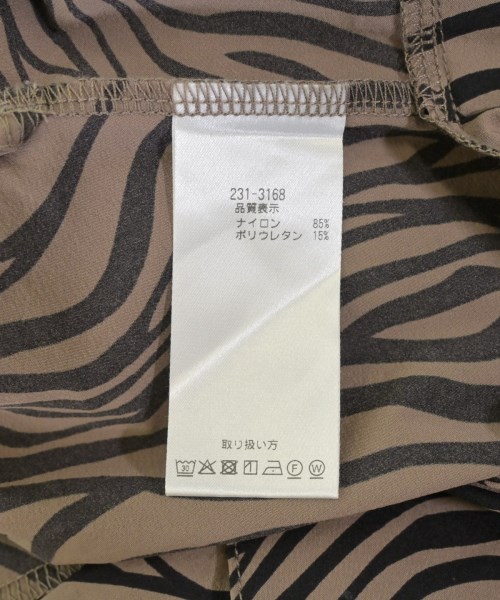 231-3168
品質表示
ナイロン 85%
ポリウレタン 15%
取り扱い方
30 F W